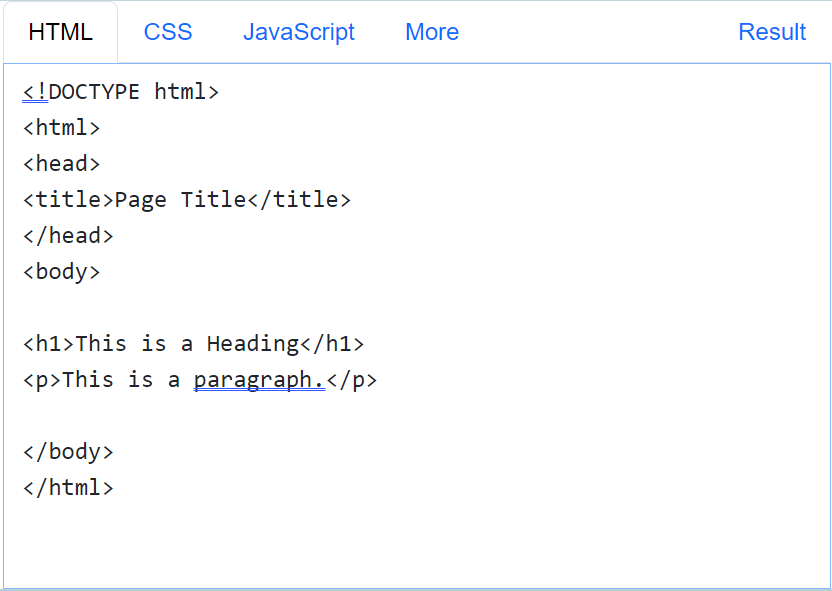 HTML CSS JavaScript More Result
<!DOCTYPE html>
<html>
<head>
<title>Page Title</title>
</head>
<body>
<h1>This is a Heading</h1>
<p>This is a paragraph.</p>
</body>
</html>